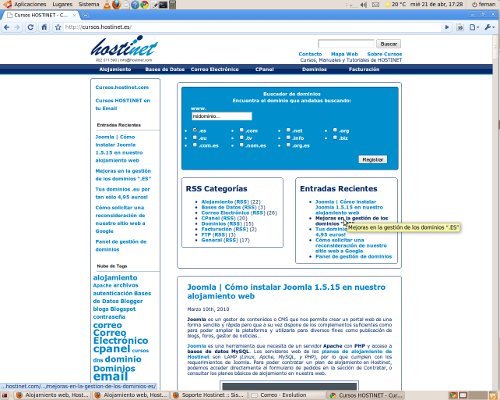 Aplicaciones Lugares Sistema
20 °C mié 21 de abr, 17:28 fernan
Cursos HOSTINET - C...
http://cursos.hostinet.es/
hostinet
Buscar
Contacto Mapa Web Sobre Cursos
Cursos, Manuales y Tutoriales de HOSTINET
Alojamiento Bases de Datos Correo Electrónico CPanel Dominios Facturación
Cursos.hostinet.com
Cursos HOSTINET en
tu Email
Entradas Recientes
Joomla | Cómo
instalar Joomla
1.5.15 en nuestro
alojamiento web
Mejoras en la gestión
de los dominios ".ES"
Tus dominios .eu por
tan sólo 4,95 euros!
Cómo solicitar una
reconsideración de
nuestro sitio web a
Google
Panel de gestión de
dominios
Nube de Tags
alojamiento
Apache archivos
autenticación Bases
de Datos Blogger
blogs Blogspot
contraseña
correo
Correo
Electrónico
cpanel cursos
dns dominio
Dominios
email
Buscador de dominios
Encuentra el dominio que andabas buscando:
www.
midominio...
.es .com .net .org
.eu .tv .info .biz
.com.es .nom.es .org.es
Registrar
RSS Categorías
Alojamiento (RSS) (22)
Bases de Datos (RSS) (3)
Correo Electrónico (RSS) (26)
CPanel (RSS) (20)
Dominios (RSS) (15)
Facturación (RSS) (2)
FTP (RSS) (3)
General (RSS) (17)
Entradas Recientes
Joomla | Cómo instalar
Joomla 1.5.15 en nuestro
alojamiento web
Mejoras en la gestión de los
dominios ".ES"
Tus dominios
4,95 euros!
Cómo solicitar una
reconsideración de
nuestro sitio web a Google
Panel de gestión de dominios
Mejoras en la gestión de los dominios ".ES"
Joomla | Cómo instalar Joomla 1.5.15 en nuestro
alojamiento web
Marzo 10th, 2010
Joomla es un gestor de contenidos o CMS que nos permite crear un portal web de una
forma sencilla y rápida pero que a su vez dispone de los complementos suficientes como
para poder ampliar la plataforma y utilizarla para diversos fines como publicación de
blogs, foros, gestor de noticias..
Joomla es una herramienta que necesita de un servidor Apache con PHP y acceso a
bases de datos MySQL. Los servidores web de los planes de alojamiento de
Hostinet son LAMP (Linux, Apache, MySQL y PHP), por lo que cumplen con los
requerimientos de Joomla. Para poder contratar un plan de alojamiento en Hostinet,
podemos acceder directamente al formulario de pedidos en la sección de Contratar, o
consultar los planes básicos de alojamiento en nuestro web.
.hostinet.com/.../mejoras-en-la-gestion-de-los-dominios-es/
Alojamiento web, Host... Alojamiento web, Host... Soporte Hostinet :: Sis... Correo - Evolution Cursos HOSTINET - Cur...